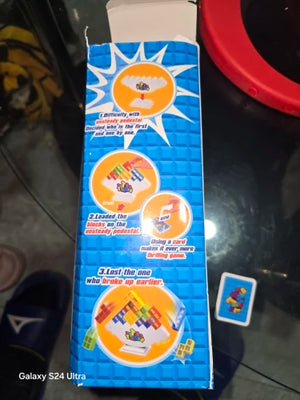 1.Difficulty with
unsteady pedestal.
Decided who is the first
one by one.
2.Loaded the
blocks on the
unsteady pedestal.
Using a card
makes it ever more
thrilling game.
3.Lost the one
who broke up earlier.
Galaxy S24 Ultra